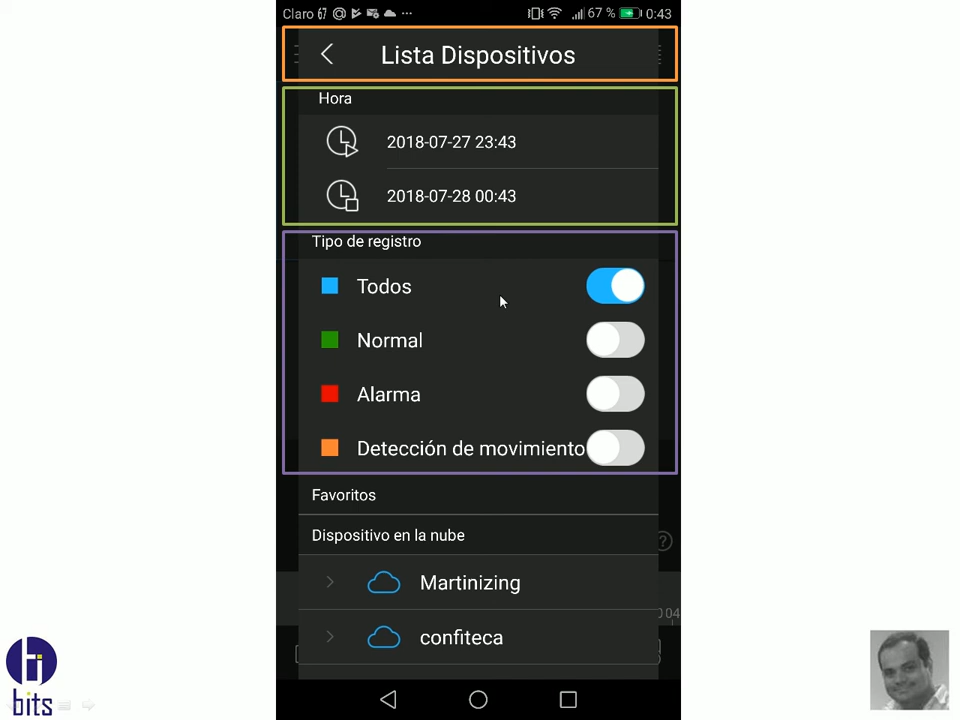 Claro 67 % 0:43
Lista Dispositivos
Hora
2018-07-27 23:43
2018-07-28 00:43
Tipo de registro
Todos
Normal
Alarma
Detección de movimiento
Favoritos
Dispositivo en la nube
?
Martinizing
004
confiteca
bits